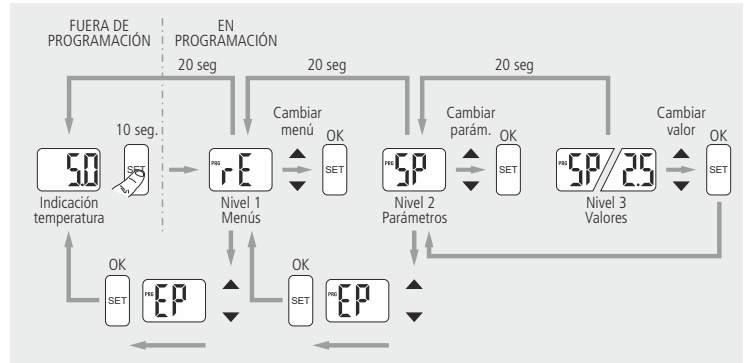 FUERA DE
PROGRAMACIÓN
EN
PROGRAMACIÓN
20 seg
20 seg
20 seg
10 seg.
Cambiar
menú
OK
Cambiar
parám.
OK
Cambiar
valor
OK
5.0
SET
PRG rE
SET
PRG SP
SET
PRG SP/2.5
SET
Indicación
temperatura
Nivel 1
Menús
Nivel 2
Parámetros
Nivel 3
Valores
OK
SET
PRG EP
OK
SET
PRG EP